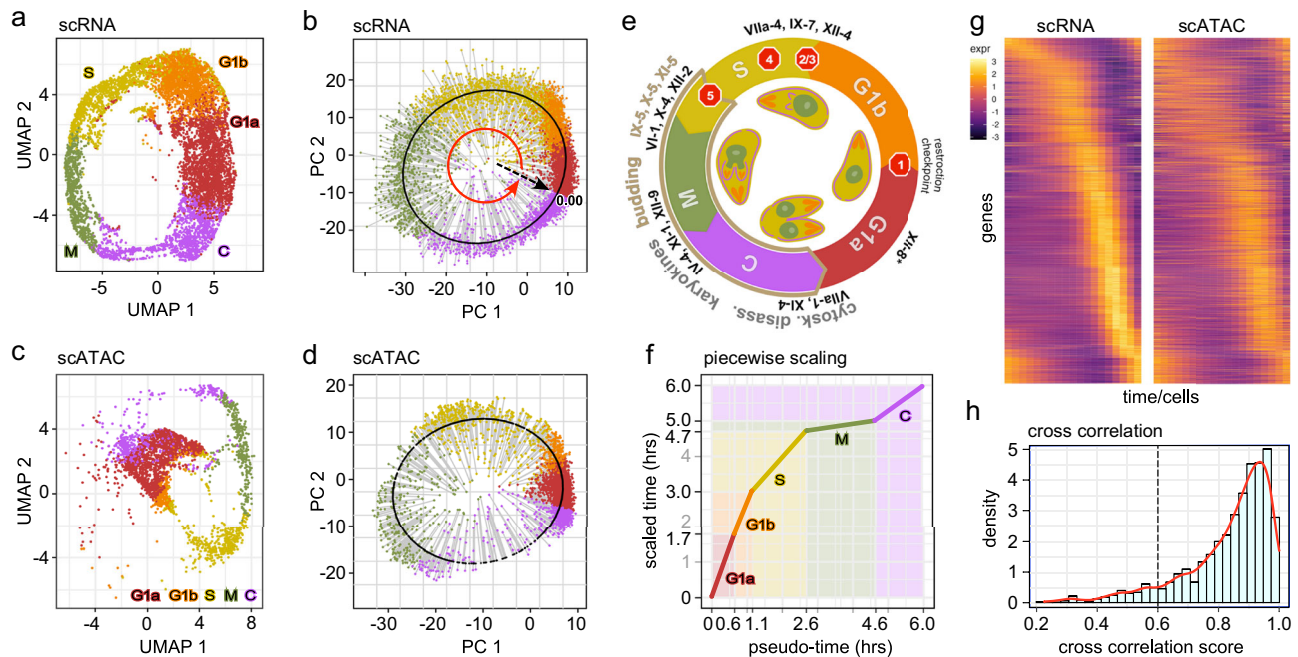 a
scRNA
UMAP 2
4
0
-4
-5
0
5
UMAP 1
S
G1b
G1a
M
C
b
scRNA
PC 2
20
10
0
-10
-20
-30
-20
-10
0
10
PC 1
0.00
c
scATAC
UMAP 2
4
0
-4
-4
0
4
8
UMAP 1
G1a G1b S M C
d
scATAC
PC 2
20
10
0
-10
-20
-30
-20
-10.
0
10
PC 1
e
VIIa-4, IX-7, XII-4
IX-5, X-5, XI-5
VI-1, X-4, XII-2
budding
IV-4, XI-1, XII-9
karyokines
cytosk. disass.
VIIa-1, XI-4
XII-8*
restroction
checkpoint
S
G1b
G1a
C
M
1
2/3
4
5
f
piecewise scaling
scaled time (hrs)
6.0
5.0
4.7
4
3.0
2
1.7
1
0
0 0.6 1.1 2.6 4.6 6.0
pseudo-time (hrs)
G1a
G1b
S
M
C
g
scRNA
scATAC
expr
3
2
1
0
-1
-2
-3
genes
time/cells
h
cross correlation
density
5
4
3
2
1
0
0.2 0.4 0.6 0.8 1.0
cross correlation score